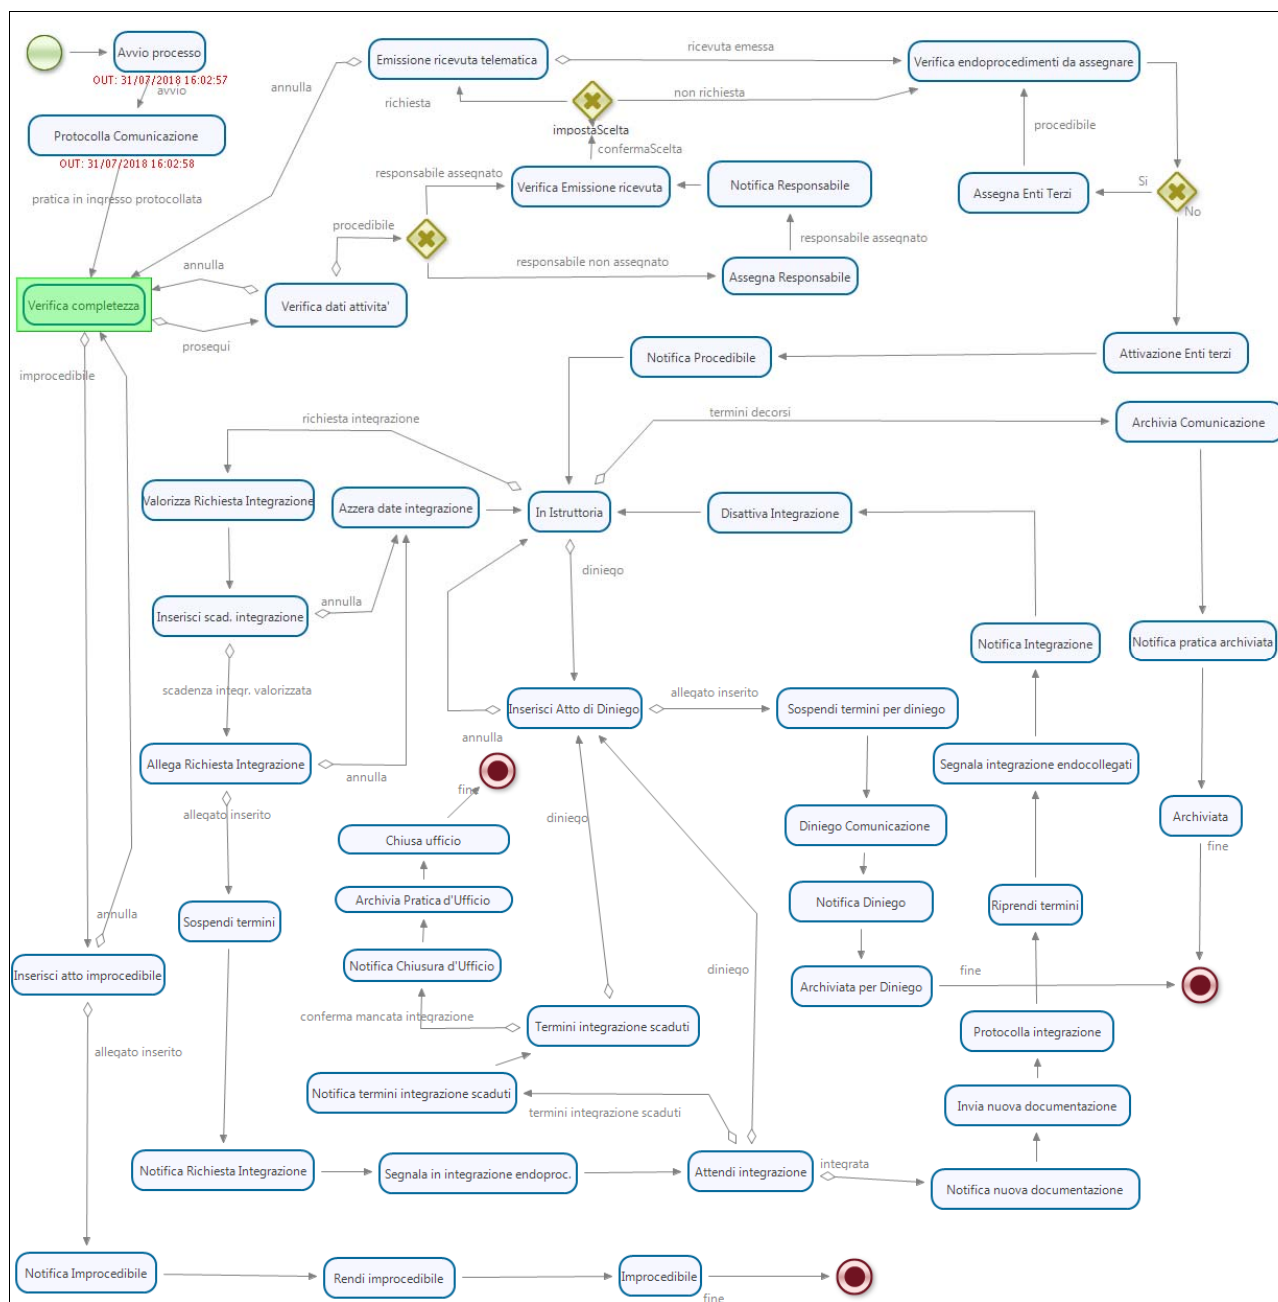 Avvio processo
OUT: 31/07/2018 16:02:57
avvio
Protocolla Comunicazione
OUT: 31/07/2018 16:02:58
pratica in ingresso protocollata
annulla
Emissione ricevuta telematica
ricevuta emessa
Verifica endoprocedimenti da assegnare
richiesta
non richiesta
impostaScelta
confermaScelta
procedibile
responsabile assegnato
Verifica Emissione ricevuta
Notifica Responsabile
Assegna Enti Terzi
Si
No
procedibile
responsabile assegnato
responsabile non assegnato
Assegna Responsabile
annulla
Verifica completezza
Verifica dati attivita'
prosegui
improcedibile
Notifica Procedibile
Attivazione Enti terzi
richiesta integrazione
termini decorsi
Archivia Comunicazione
Valorizza Richiesta Integrazione
Azzera date integrazione
In Istruttoria
Disattiva Integrazione
diniego
annulla
Inserisci scad. integrazione
Notifica Integrazione
Notifica pratica archiviata
scadenza integr. valorizzata
allegato inserito
Inserisci Atto di Diniego
Sospendi termini per diniego
annulla
Allega Richiesta Integrazione
annulla
Segnala integrazione endocollegati
fine
allegato inserito
diniego
Chiusa ufficio
Diniego Comunicazione
Archiviata
fine
Archivia Pratica d'Ufficio
Notifica Diniego
Riprendi termini
annulla
Sospendi termini
Inserisci atto improcedibile
Notifica Chiusura d'Ufficio
diniego
Archiviata per Diniego
fine
conferma mancata integrazione
Termini integrazione scaduti
Protocolla integrazione
allegato inserito
Notifica termini integrazione scaduti
termini integrazione scaduti
Invia nuova documentazione
Notifica Richiesta Integrazione
Segnala in integrazione endoproc.
Attendi integrazione
integrata
Notifica nuova documentazione
Notifica Improcedibile
Rendi improcedibile
Improcedibile
fine